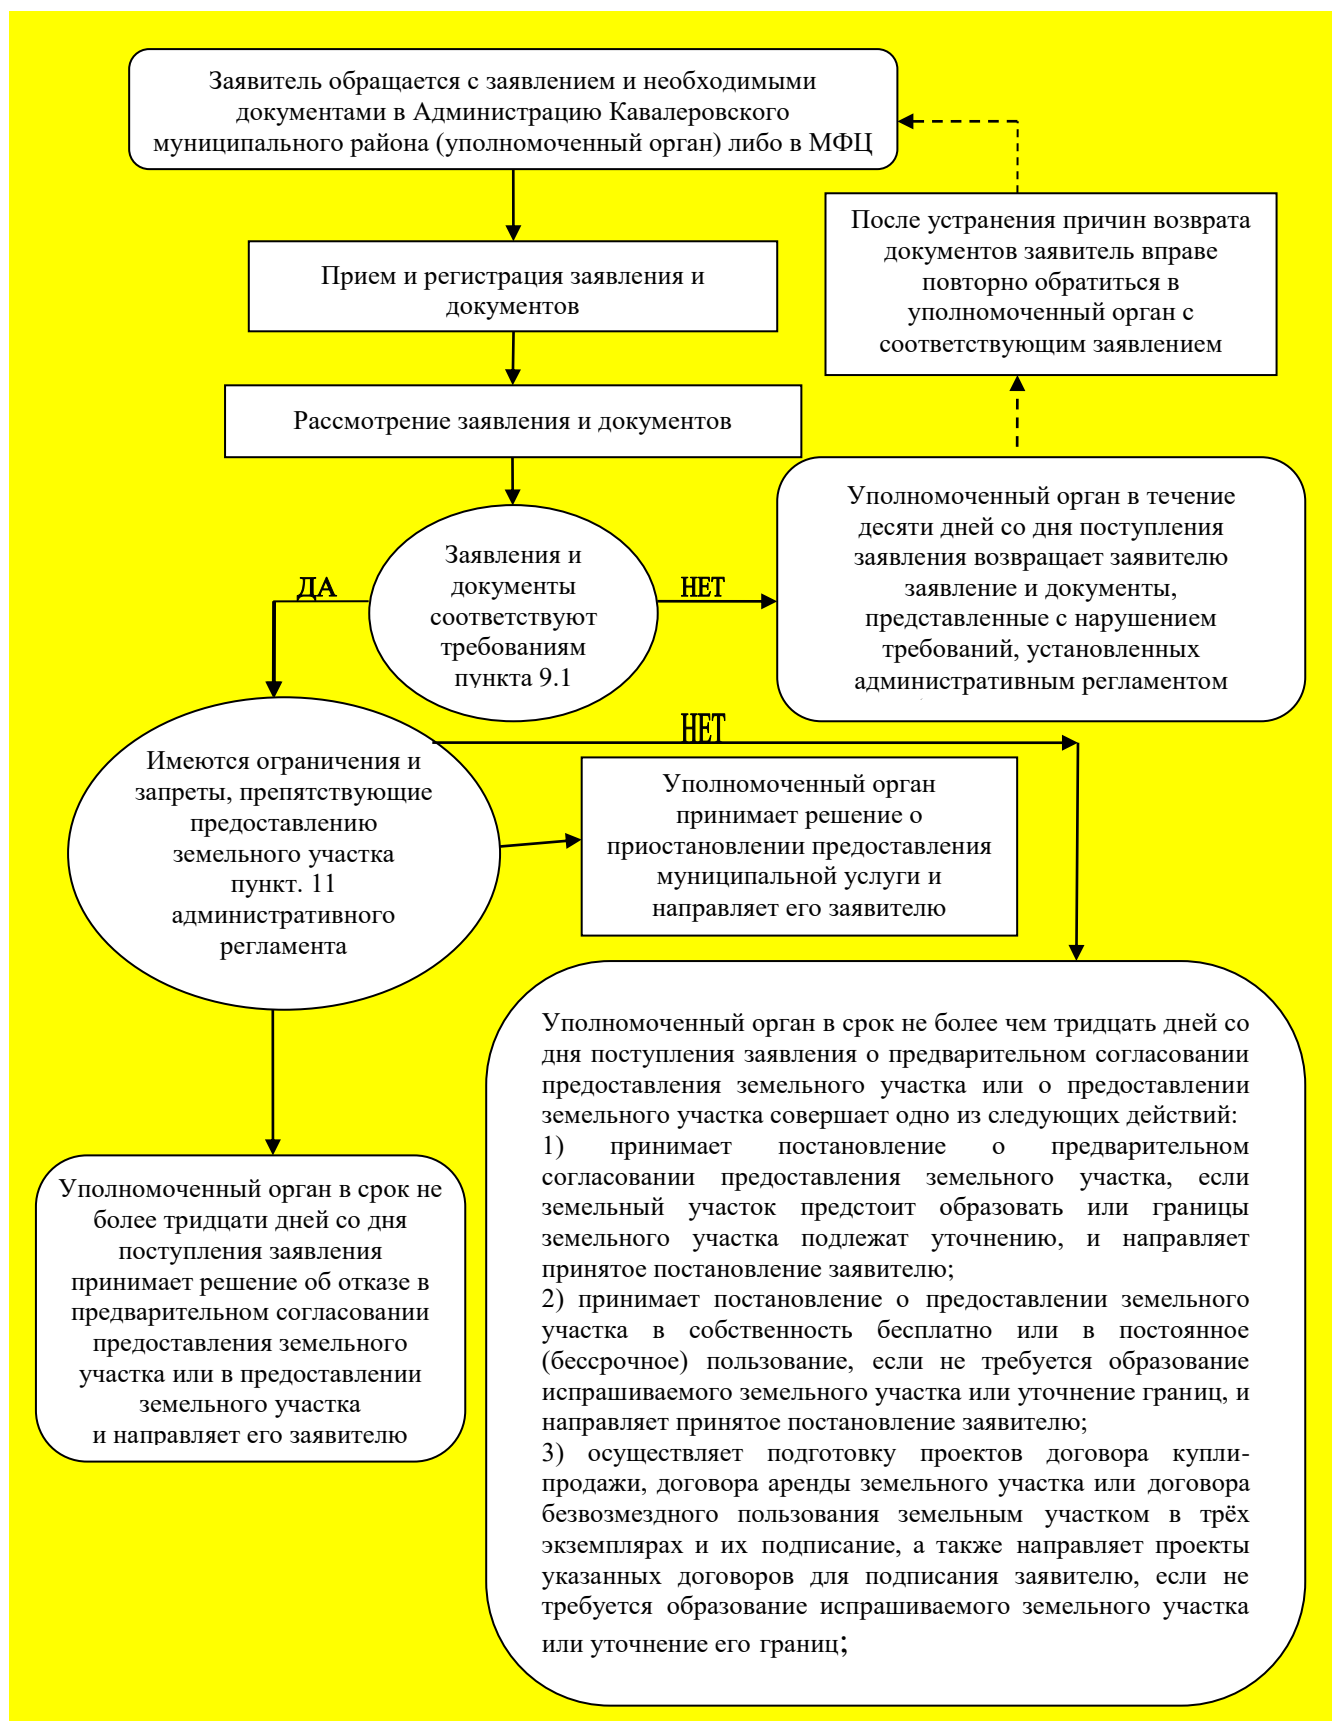 Заявитель обращается с заявлением и необходимыми
документами в Администрацию Кавалеровского
муниципального района (уполномоченный орган) либо в МФЦ
Прием и регистрация заявления и
документов
Рассмотрение заявления и документов
После устранения причин возврата
документов заявитель вправе
повторно обратиться в
уполномоченный орган с
соответствующим заявлением
Уполномоченный орган в течение
десяти дней со дня поступления
заявления возвращает заявителю
заявление и документы,
представленные с нарушением
требований, установленных
административным регламентом
Заявления и
документы
соответствуют
требованиям
пункта 9.1
ДА
НЕТ
НЕТ
Имеются ограничения и
запреты, препятствующие
предоставлению
земельного участка
пункт. 11
административного
регламента
Уполномоченный орган
принимает решение о
приостановлении предоставления
муниципальной услуги и
направляет его заявителю
Уполномоченный орган в срок не
более тридцати дней со дня
поступления заявления
принимает решение об отказе в
предварительном согласовании
предоставления земельного
участка или в предоставлении
земельного участка
и направляет его заявителю
Уполномоченный орган в срок не более чем тридцать дней со
дня поступления заявления о предварительном согласовании
предоставления земельного участка или о предоставлении
земельного участка совершает одно из следующих действий:
1) принимает постановление о предварительном
согласовании предоставления земельного участка, если
земельный участок предстоит образовать или границы
земельного участка подлежат уточнению, и направляет
принятое постановление заявителю;
2) принимает постановление о предоставлении земельного
участка в собственность бесплатно или в постоянное
(бессрочное) пользование, если не требуется образование
испрашиваемого земельного участка или уточнение границ, и
направляет принятое постановление заявителю;
3) осуществляет подготовку проектов договора купли-
продажи, договора аренды земельного участка или договора
безвозмездного пользования земельным участком в трёх
экземплярах и их подписание, а также направляет проекты
указанных договоров для подписания заявителю, если не
требуется образование испрашиваемого земельного участка
или уточнение его границ;